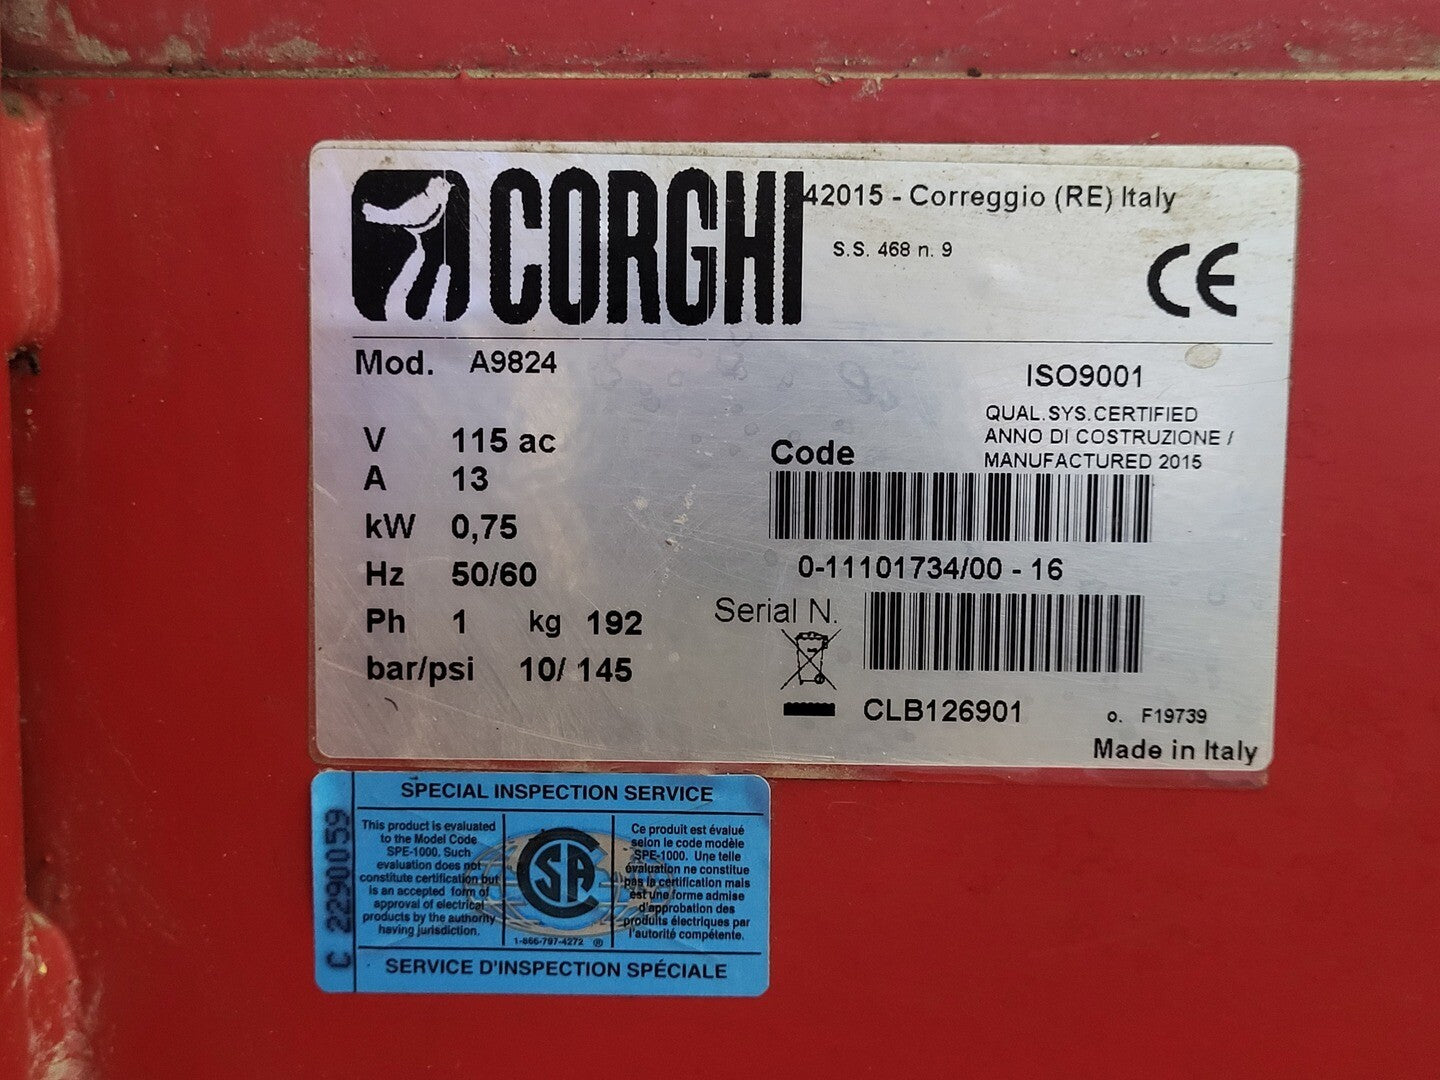 CORGHI
42015 - Correggio (RE) Italy
S.S. 468 n. 9
CE
Mod. A9824
ISO9001
QUAL.SYS.CERTIFIED
ANNO DI COSTRUZIONE /
MANUFACTURED 2015
V 115 ac
A 13
kW 0,75
Hz 50/60
Ph 1 kg 192
bar/psi 10/ 145
Code
0-11101734/00 - 16
Serial N.
CLB126901
o. F19739
Made in Italy
SPECIAL INSPECTION SERVICE
C 2290059
This product is evaluated
to the Model Code
SPE-1000. Such
evaluation does not
constitute certification but
is an accepted form of
approval of electrical
products by the authority
having jurisdiction.
CSA
1-866-797-4272 ®
Ce produit est évalué
selon le code modèle
SPE-1000. Une telle
évaluation ne constitue
pas la certification mais
est une forme admise
d'approbation des
produits électriques par
l'autorité compétente.
SERVICE D'INSPECTION SPÉCIALE